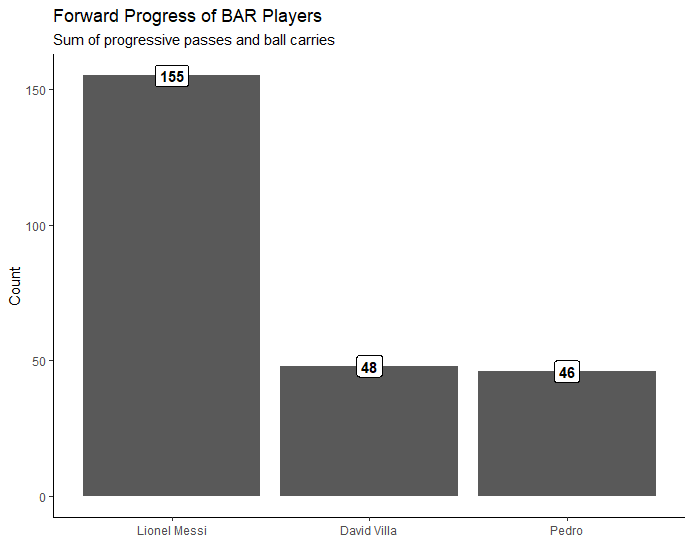 Forward Progress of BAR Players
Sum of progressive passes and ball carries
155
150
100
Count
50
48
46
0
Lionel Messi
David Villa
Pedro